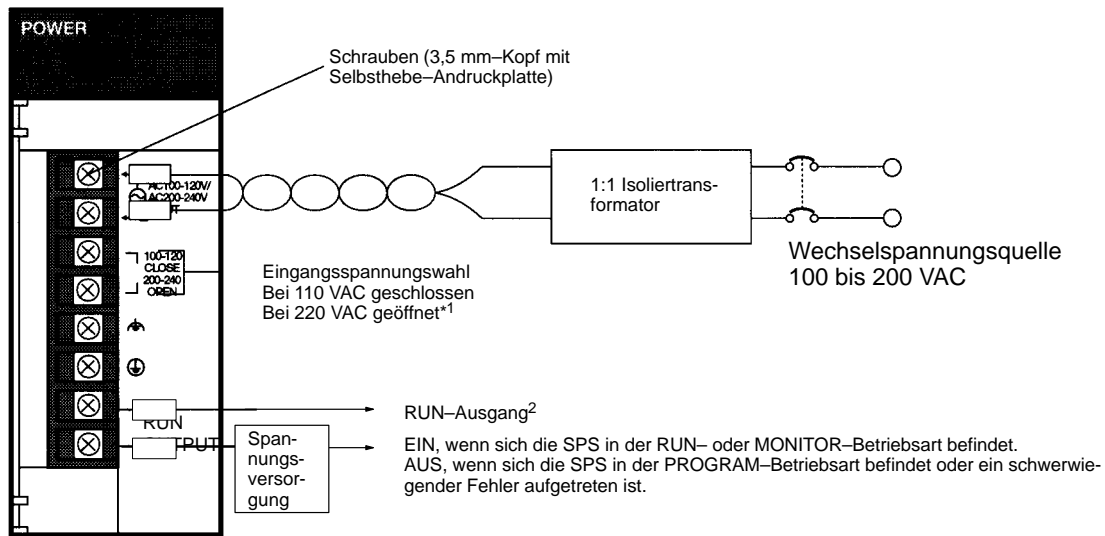 POWER
Schrauben (3,5 mm–Kopf mit
Selbsthebe–Andruckplatte)
AC100-120V/
AC200-240V
1:1 Isoliertrans-
formator
Wechselspannungsquelle
100 bis 200 VAC
100-120
CLOSE
200-240
OPEN
Eingangsspannungswahl
Bei 110 VAC geschlossen
Bei 220 VAC geöffnet*1
RUN
RUN–Ausgang2
Span-
nungs-
versor-
gung
EIN, wenn sich die SPS in der RUN– oder MONITOR–Betriebsart befindet.
AUS, wenn sich die SPS in der PROGRAM–Betriebsart befindet oder ein schwerwie-
gender Fehler aufgetreten ist.